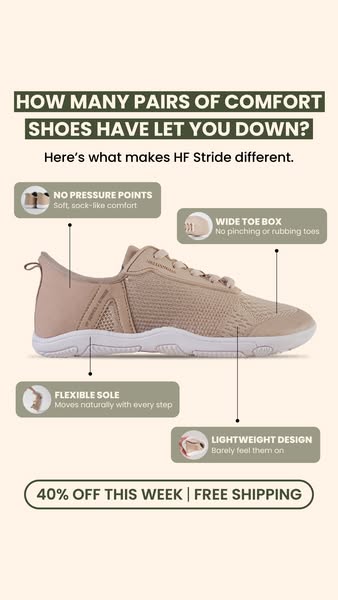 HOW MANY PAIRS OF COMFORT
SHOES HAVE LET YOU DOWN?
Here's what makes HF Stride different.
NO PRESSURE POINTS
Soft, sock-like comfort
WIDE TOE BOX
No pinching or rubbing toes
FLEXIBLE SOLE
Moves naturally with every step
LIGHTWEIGHT DESIGN
Barely feel them on
40% OFF THIS WEEK | FREE SHIPPING